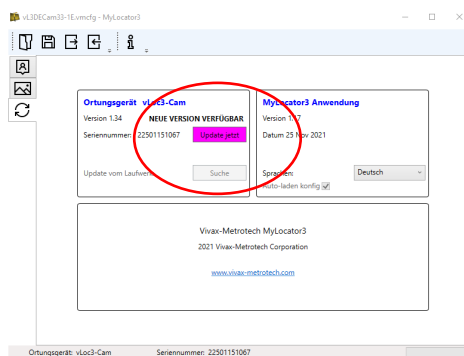 vL3DECam33-1E.vmcfg - MyLocator3
Ortungsgerät vLoc3-Cam
Version 1.34 NEUE VERSION VERFÜGBAR
Seriennummer: 22501151067 Update jetzt
Update vom Laufwerk Suche
MyLocator3 Anwendung
Version 1.17
Datum 25 Nov 2021
Sprachen: Deutsch
Auto-laden konfig
Vivax-Metrotech MyLocator3
2021 Vivax-Metrotech Corporation
www.vivax-metrotech.com
Ortungsgerät: vLoc3-Cam Seriennummer: 22501151067